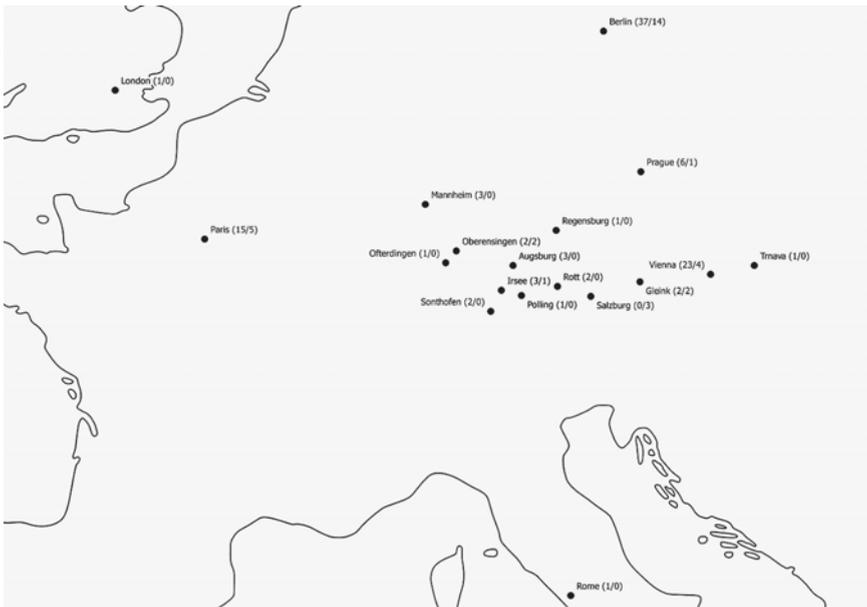 Berlin (37/14)
London (1/0)
Prague (6/1)
Mannheim (3/0)
Regensburg (1/0)
Paris (15/5)
Oberensingen (2/2)
Ofterdingen (1/0)
Augsburg (3/0)
Trnava (1/0)
Vienna (23/4)
Rott (2/0)
Irsee (3/1)
Gleink (2/2)
Sonthofen (2/0)
Polling (1/0)
Salzburg (0/3)
Rome (1/0)